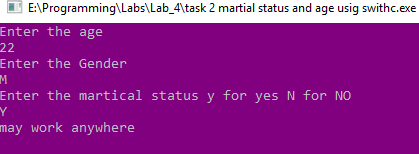 E:\Programming\Labs\Lab_4\task 2 martial status and age usig swithc.exe
Enter the age
22
Enter the Gender
M
Enter the martical status y for yes N for NO
Y
may work anywhere